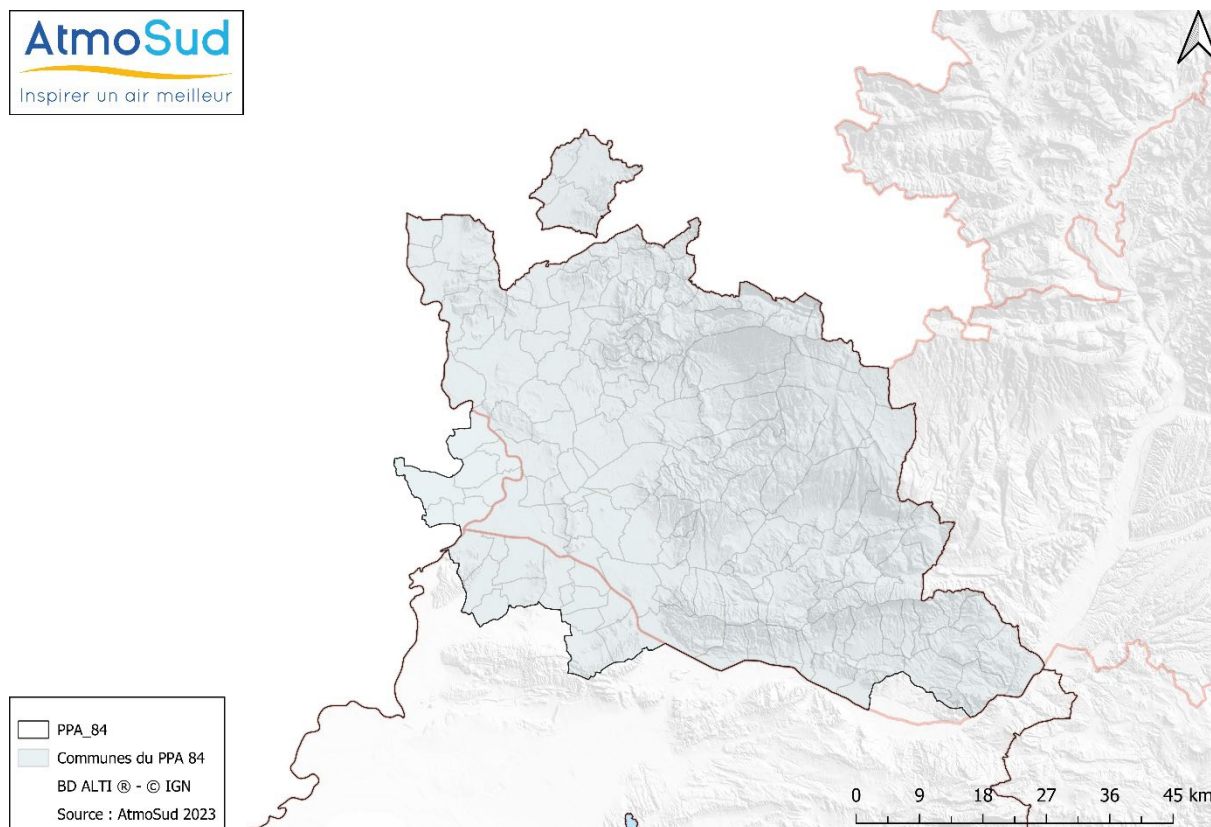 AtmoSud
Inspirer un air meilleur
PPA_84
Communes du PPA 84
BD ALTI ® - © IGN
Source : AtmoSud 2023
0 9 18 27 36 45 km